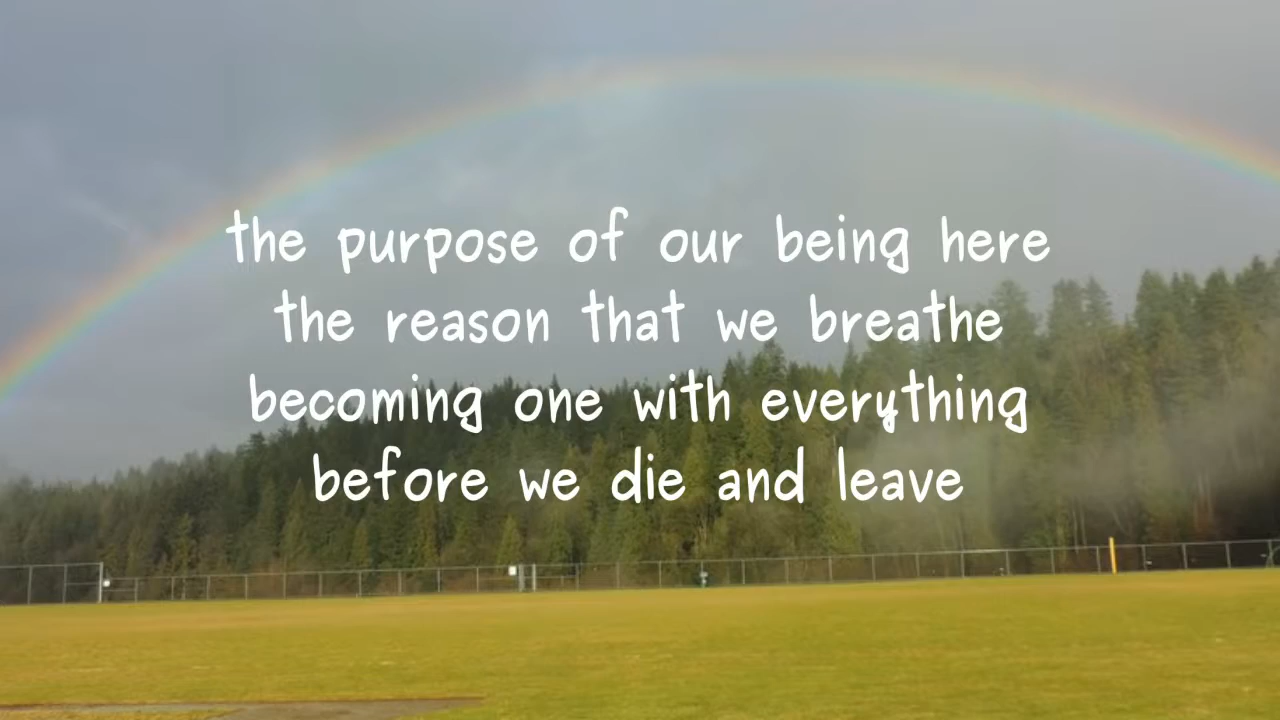 the purpose of our being here
the reason that we breathe
becoming one with everything
before we die and leave